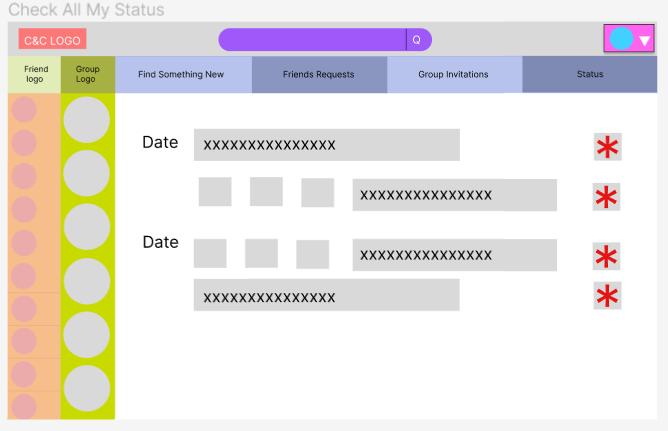 Check All My Status
C&C LOGO
Q
Friend logo
Group Logo
Find Something New
Friends Requests
Group Invitations
Status
Date
XXXXXXXXXXXXXXX
*
XXXXXXXXXXXXXXX
*
Date
XXXXXXXXXXXXXXX
*
XXXXXXXXXXXXXXX
*